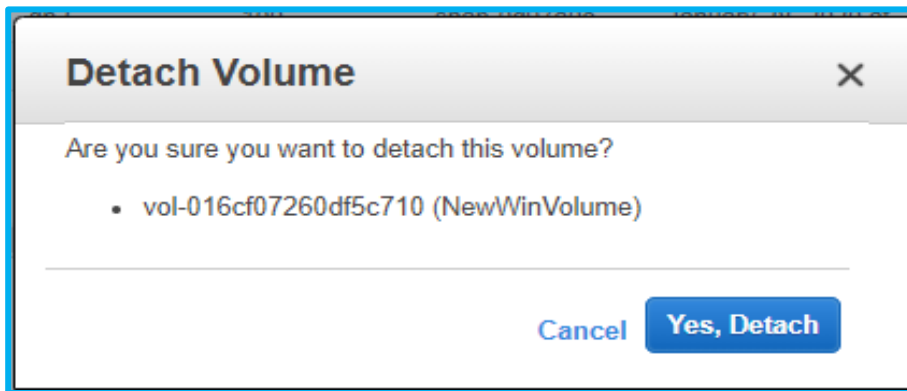 Detach Volume
Are you sure you want to detach this volume?
• vol-016cf07260df5c710 (NewWinVolume)
Cancel Yes, Detach